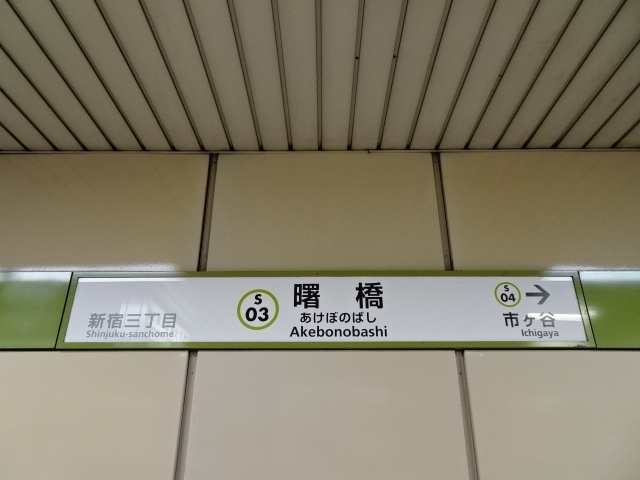 新宿三丁目
Shinjuku-sanchome
S
03
曙橋
あけぼのばし
Akebonobashi
S
04
市ヶ谷
Ichigaya